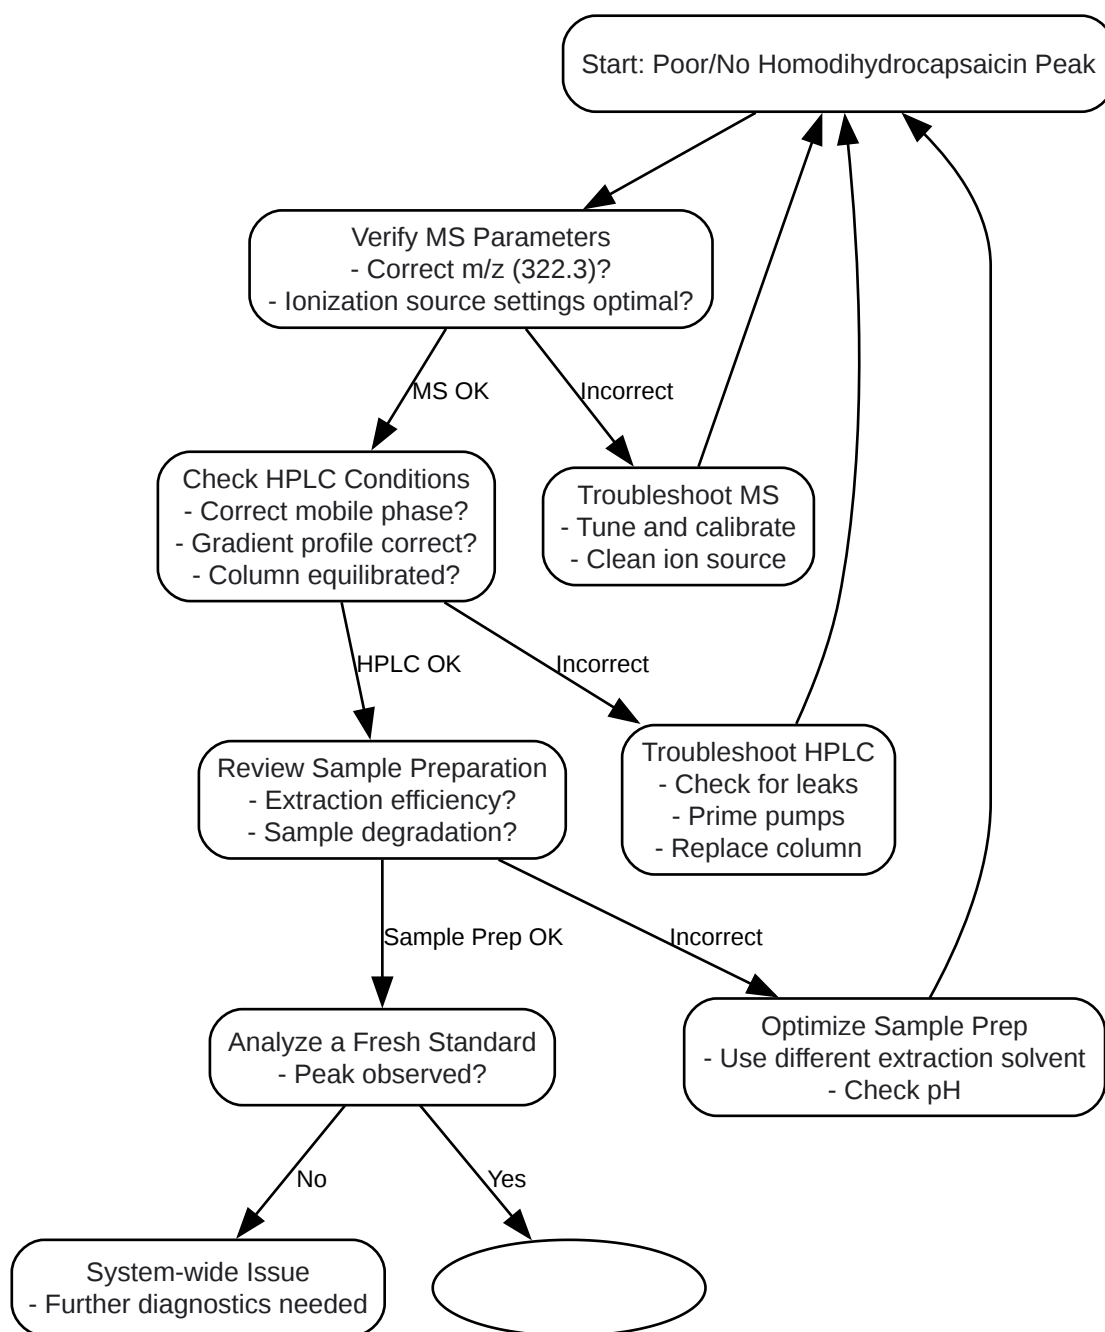 Start: Poor/No Homodihydrocapsaicin Peak
Verify MS Parameters
- Correct m/z (322.3)?
- Ionization source settings optimal?
MS OK
Incorrect
Check HPLC Conditions
- Correct mobile phase?
- Gradient profile correct?
- Column equilibrated?
Troubleshoot MS
- Tune and calibrate
- Clean ion source
HPLC OK
Incorrect
Review Sample Preparation
- Extraction efficiency?
- Sample degradation?
Troubleshoot HPLC
- Check for leaks
- Prime pumps
- Replace column
Sample Prep OK
Incorrect
Analyze a Fresh Standard
- Peak observed?
Optimize Sample Prep
- Use different extraction solvent
- Check pH
No
Yes
System-wide Issue
- Further diagnostics needed